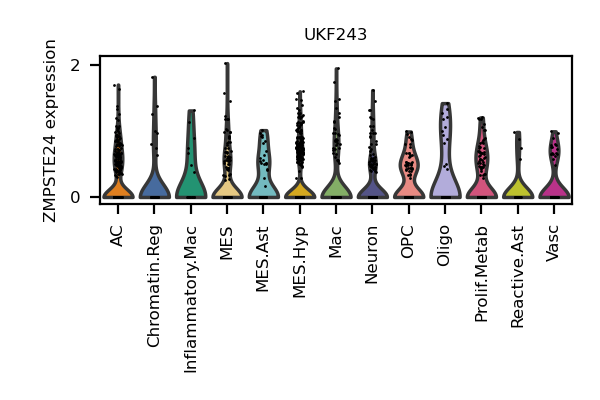 UKF243
ZMPSTE24 expression
2
0
AC
Chromatin.Reg
Inflammatory.Mac
MES
MES.Ast
MES.Hyp
Mac
Neuron
OPC
Oligo
Prolif.Metab
Reactive.Ast
Vasc